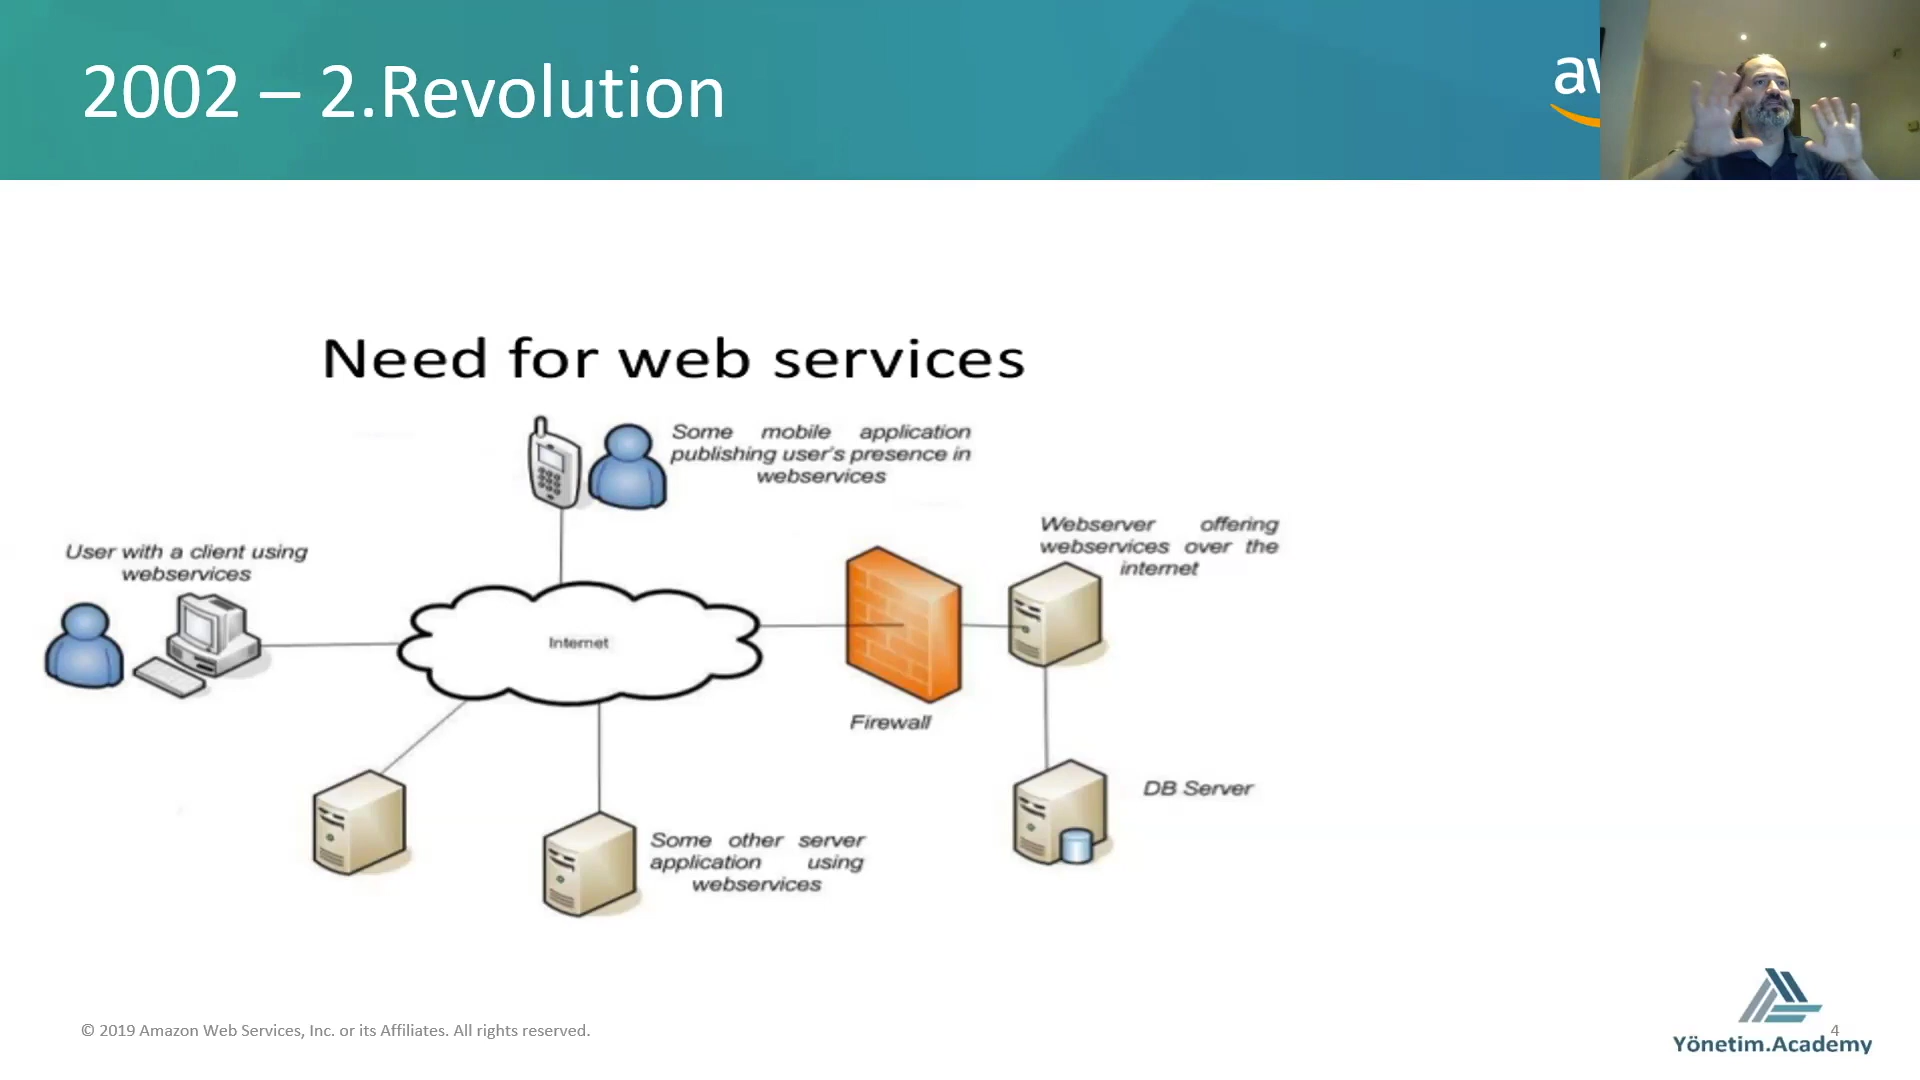 2002 – 2.Revolution
Need for web services
Some mobile application
publishing user's presence in
webservices
Webserver offering
webservices over the
internet
User with a client using
webservices
Internet
Firewall
DB Server
Some other server
application using
webservices
© 2019 Amazon Web Services, Inc. or its Affiliates. All rights reserved.
4
Yönetim.Academy